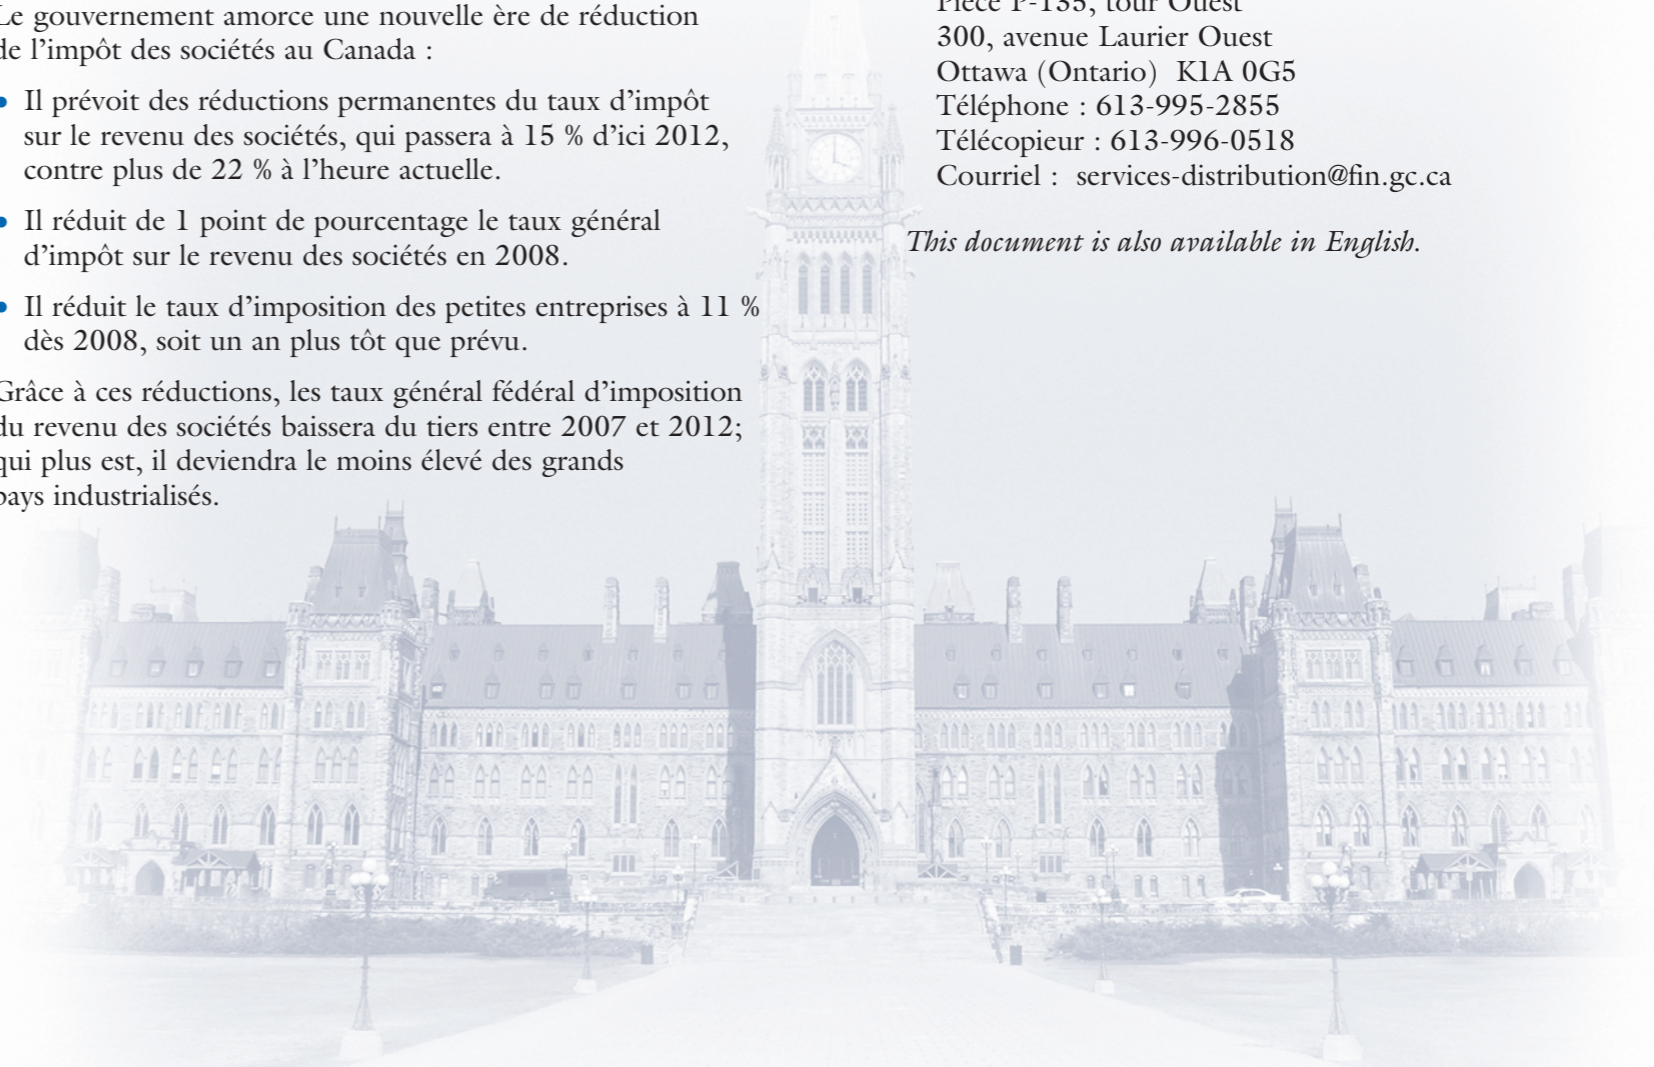 Le gouvernement amorce une nouvelle ère de réduction
de l’impôt des sociétés au Canada :
• Il prévoit des réductions permanentes du taux d’impôt
sur le revenu des sociétés, qui passera à 15 % d’ici 2012,
contre plus de 22 % à l’heure actuelle.
• Il réduit de 1 point de pourcentage le taux général
d’impôt sur le revenu des sociétés en 2008.
• Il réduit le taux d’imposition des petites entreprises à 11 %
dès 2008, soit un an plus tôt que prévu.
Grâce à ces réductions, les taux général fédéral d’imposition
du revenu des sociétés baissera du tiers entre 2007 et 2012;
qui plus est, il deviendra le moins élevé des grands
pays industrialisés.
Pièce P-135, tour Ouest
300, avenue Laurier Ouest
Ottawa (Ontario) K1A 0G5
Téléphone : 613-995-2855
Télécopieur : 613-996-0518
Courriel : services-distribution@fin.gc.ca
This document is also available in English.